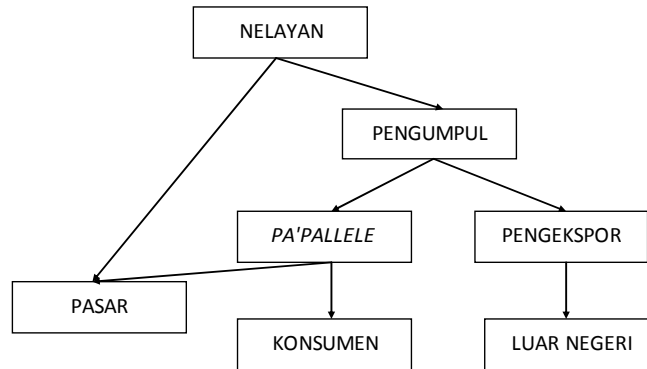 NELAYAN
PENGUMPUL
PA'PALLELE
PENGEKSPOR
PASAR
KONSUMEN
LUAR NEGERI